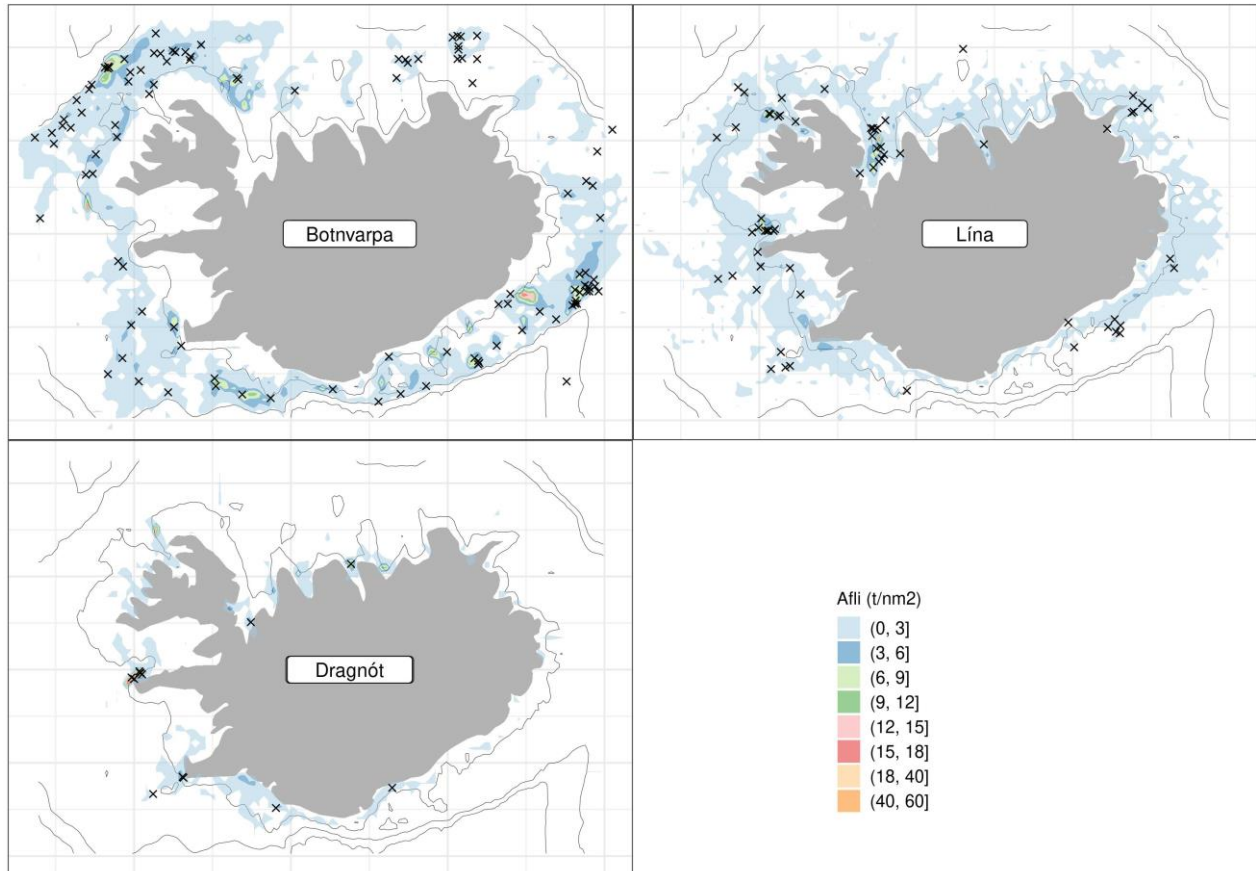 Botnvarpa
Lína
Dragnót
Afli (t/nm2)
(0, 3]
(3, 6]
(6, 9]
(9, 12]
(12, 15]
(15, 18]
(18, 40]
(40, 60]